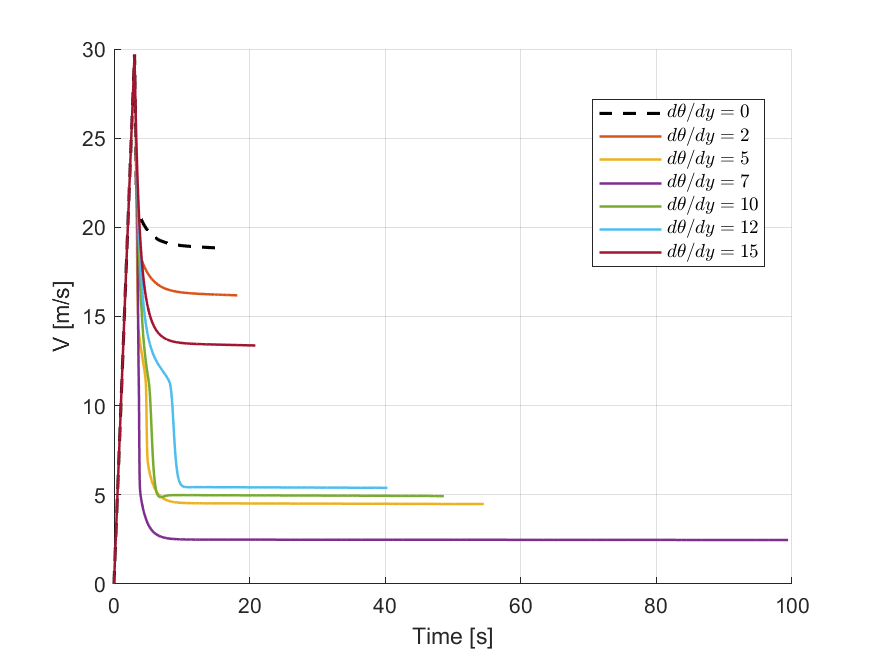 30
25
20
15
10
5
0
V [m/s]
0 20 40 60 80 100
Time [s]
dθ/dy = 0
dθ/dy = 2
dθ/dy = 5
dθ/dy = 7
dθ/dy = 10
dθ/dy = 12
dθ/dy = 15